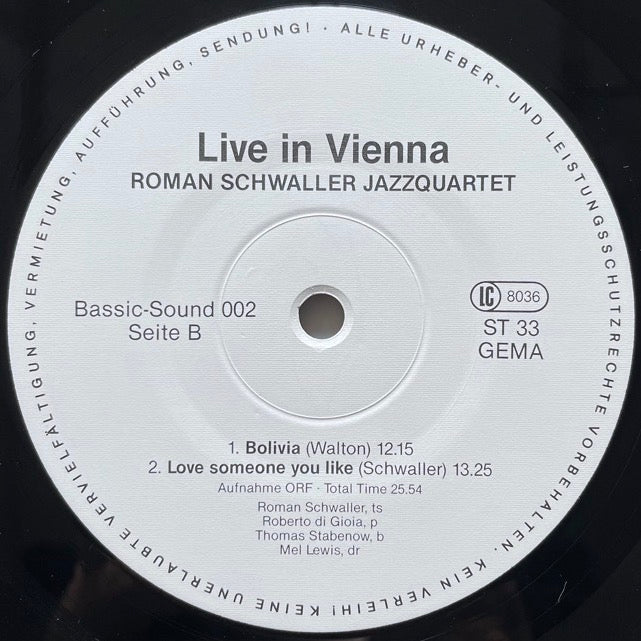 ALLE URHEBER- UND LEISTUNGSSCHUTZRECHTE VORBEHALTEN. KEIN VERLEIH! KEINE UNERLAUBTE VERVIELFÄLTIGUNG, VERMIETUNG, AUFFÜHRUNG, SENDUNG! ·
Live in Vienna
ROMAN SCHWALLER JAZZQUARTET
Bassic-Sound 002
Seite B
LC 8036
ST 33
GEMA
1. Bolivia (Walton) 12.15
2. Love someone you like (Schwaller) 13.25
Aufnahme ORF · Total Time 25.54
Roman Schwaller, ts
Roberto di Gioia, p
Thomas Stabenow, b
Mel Lewis, dr